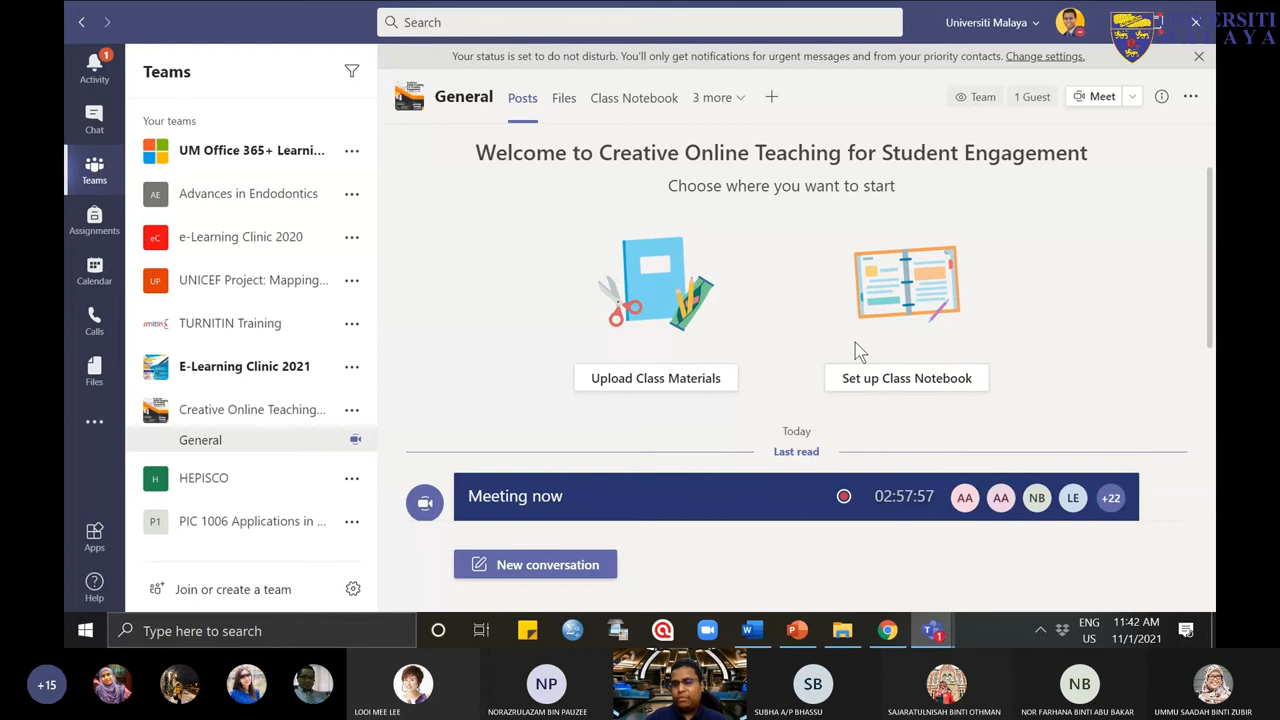 Search
Universiti Malaya
UNIVERSITI
MALAYA
Your status is set to do not disturb. You'll only get notifications for urgent messages and from your priority contacts. Change settings.
1
Activity
Chat
Teams
Assignments
Calendar
Calls
Files
Apps
Help
Teams
Your teams
UM Office 365+ Learni...
AE Advances in Endodontics
eC e-Learning Clinic 2020
UP UNICEF Project: Mapping...
TURNITIN Training
E-Learning Clinic 2021
Creative Online Teaching...
General
H HEPISCO
P1 PIC 1006 Applications in ...
Join or create a team
General Posts Files Class Notebook 3 more
Team 1 Guest Meet
Welcome to Creative Online Teaching for Student Engagement
Choose where you want to start
Upload Class Materials
Set up Class Notebook
Today
Last read
Meeting now 02:57:57 AA AA NB LE +22
New conversation
Type here to search
1
ENG
US
11:42 AM
11/1/2021
+15
NP SB NB
LOOI MEE LEE
NORAZRULAZAM BIN PAUZEE
SUBHA A/P BHASSU
SAJARATULNISAH BINTI OTHMAN
NOR FARHANA BINTI ABU BAKAR
UMMU SAADAH BINTI ZUBIR